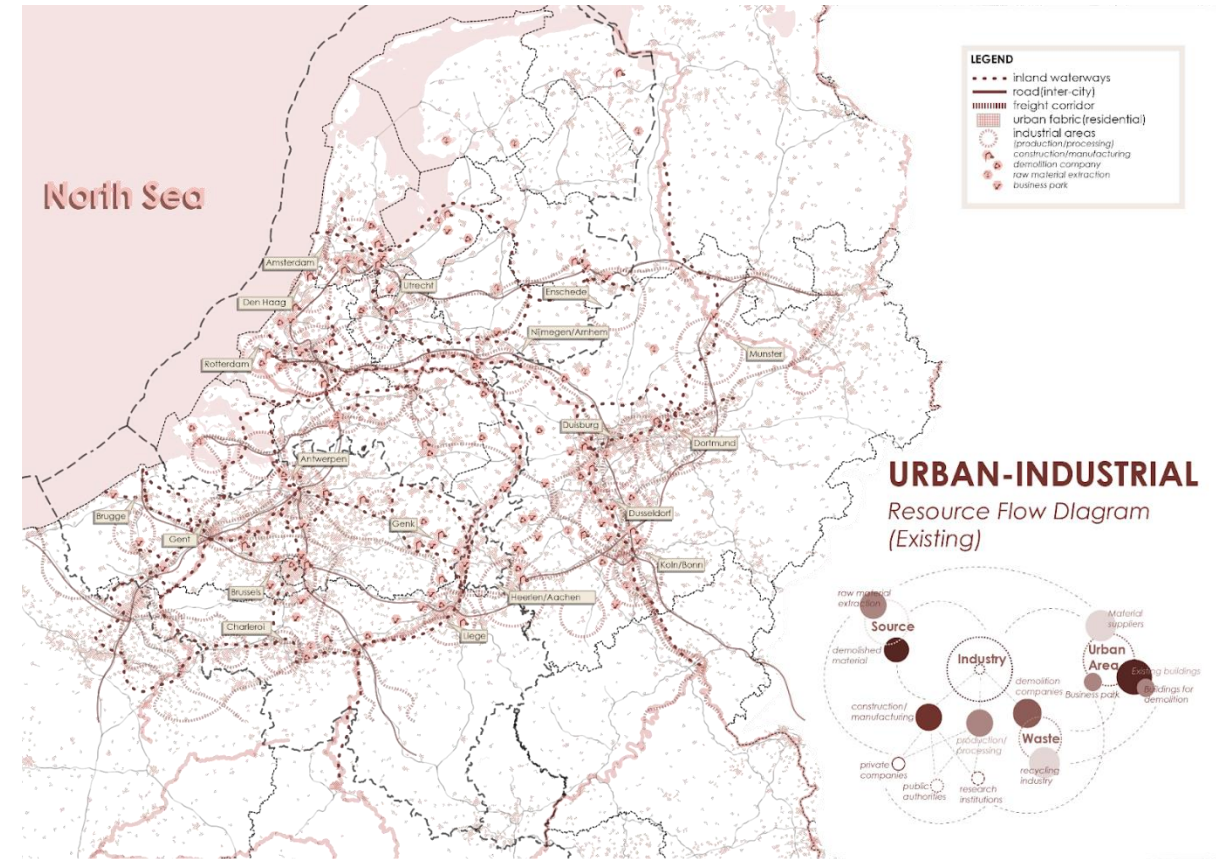 North Sea
LEGEND
inland waterways
road(inter-city)
freight corridor
urban fabric(residential)
industrial areas
(production/processing)
construction/manufacturing
demolition company
raw material extraction
business park
Amsterdam
Utrecht
Den Haag
Enschede
Nijmegen/Arnhem
Rotterdam
Munster
Duisburg
Dortmund
Antwerpen
Brugge
Genk
Dusseldorf
Gent
Koln/Bonn
Brussels
Heerlen/Aachen
Charleroi
Liege
URBAN-INDUSTRIAL
Resource Flow DIagram
(Existing)
raw material
extraction
Source
demolished
material
Industry
Material
suppliers
Urban
Area
Existing buildings
Business park
Buildings for
demolition
demolition
companies
construction/
manufacturing
production/
processing
Waste
recycling
industry
private
companies
public
authorities
research
institutions